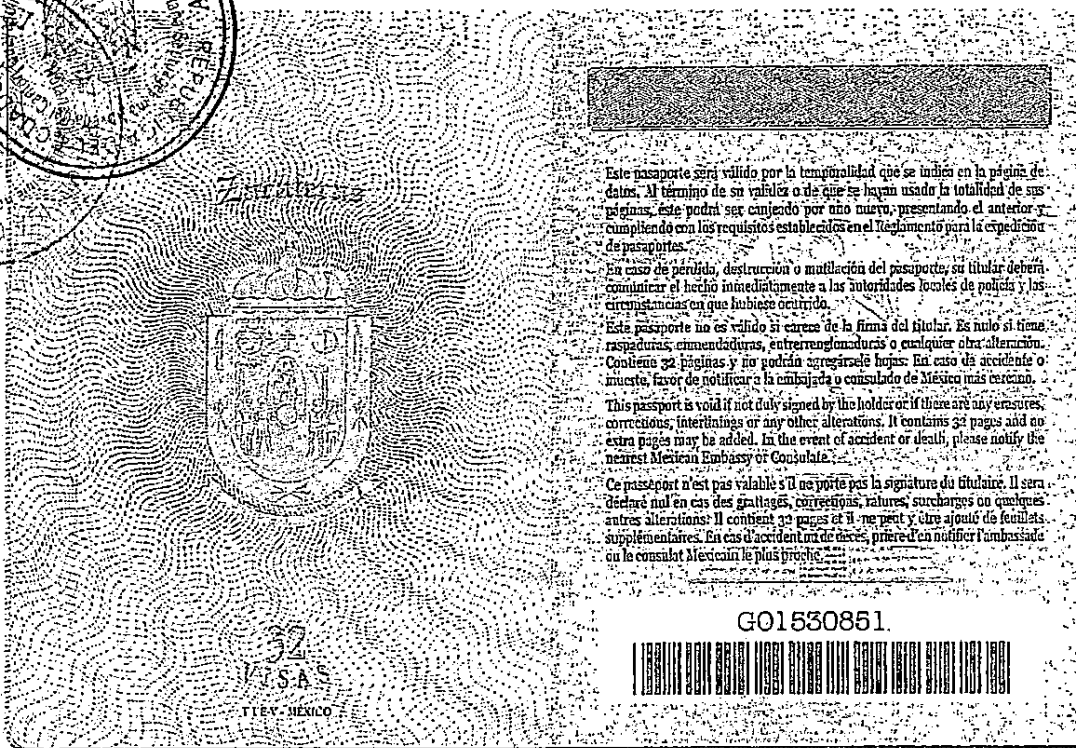 REPUBLICA
Zacatecas
32
VISAS
MÉXICO
Este pasaporte será válido por la temporalidad que se indica en la página de
datos. Al término de su validéz o de que se hayan usado la totalidad de sus
páginas, éste podrá ser canjeado por uno nuevo, presentando el anterior y
cumpliendo con los requisitos establecidos en el Reglamento para la expedición
de pasaportes.
En caso de pérdida, destrucción o mutilación del pasaporte, su titular deberá
comunicar el hecho inmediatamente a las autoridades locales de policía y las
circunstancias en que hubiese ocurrido.
Este pasaporte no es válido si carece de la firma del titular. Es nulo si tiene
raspaduras, enmendaduras, entrerrenglonaduras o cualquier otra alteración.
Contiene 32 páginas y no podrán agregársele hojas. En caso de accidente o
muerte, favor de notificar a la embajada o consulado de México más cercano.
This passport is void if not duly signed by the holder or if there are any erasures,
corrections, interlinings or any other alterations. It contains 32 pages and no
extra pages may be added. In the event of accident or death, please notify the
nearest Mexican Embassy or Consulate.
Ce passeport n'est pas valable s'il ne porte pas la signature du titulaire. Il sera
déclaré nul en cas des grattages, corrections, ratures, surcharges ou quelques
autres alterations. Il contient 32 pages et il ne peut y être ajouté de feuillets
supplémentaires. En cas d'accident ou de décès, prière d'en notifier l'ambassade
ou le consulat Mexicain le plus proche.
G01530851